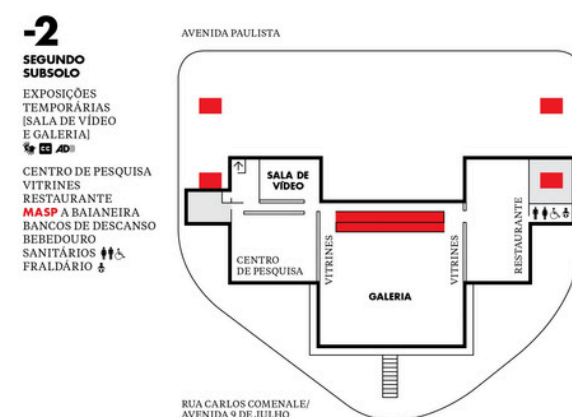 -2
SEGUNDO
SUBSOLO
EXPOSIÇÕES
TEMPORÁRIAS
[SALA DE VÍDEO
E GALERIA]
CC AD
CENTRO DE PESQUISA
VITRINES
RESTAURANTE
MASP A BAIANEIRA
BANCOS DE DESCANSO
BEBEDOURO
SANITÁRIOS
FRALDÁRIO
AVENIDA PAULISTA
SALA DE
VÍDEO
CENTRO
DE PESQUISA
VITRINES
GALERIA
VITRINES
RESTAURANTE
RUA CARLOS COMENALE/
AVENIDA 9 DE JULHO